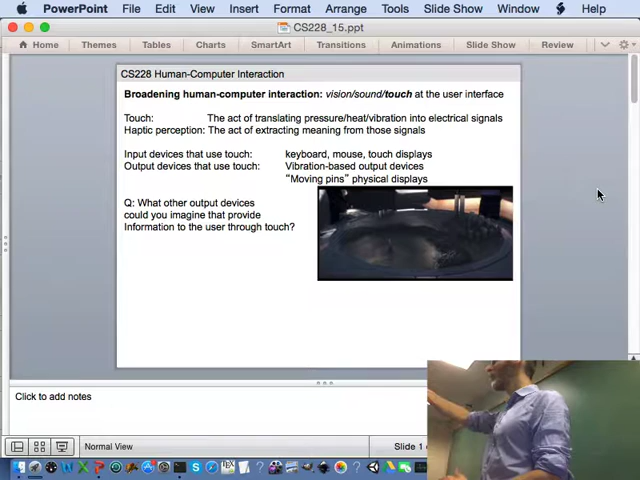 PowerPoint File Edit View Insert Format Arrange Tools Slide Show Window Help
CS228_15.ppt
Home Themes Tables Charts SmartArt Transitions Animations Slide Show Review
CS228 Human-Computer Interaction
Broadening human-computer interaction: vision/sound/touch at the user interface
Touch: The act of translating pressure/heat/vibration into electrical signals
Haptic perception: The act of extracting meaning from those signals
Input devices that use touch: keyboard, mouse, touch displays
Output devices that use touch: Vibration-based output devices
“Moving pins” physical displays
Q: What other output devices
could you imagine that provide
Information to the user through touch?
Click to add notes
Normal View
Slide 1